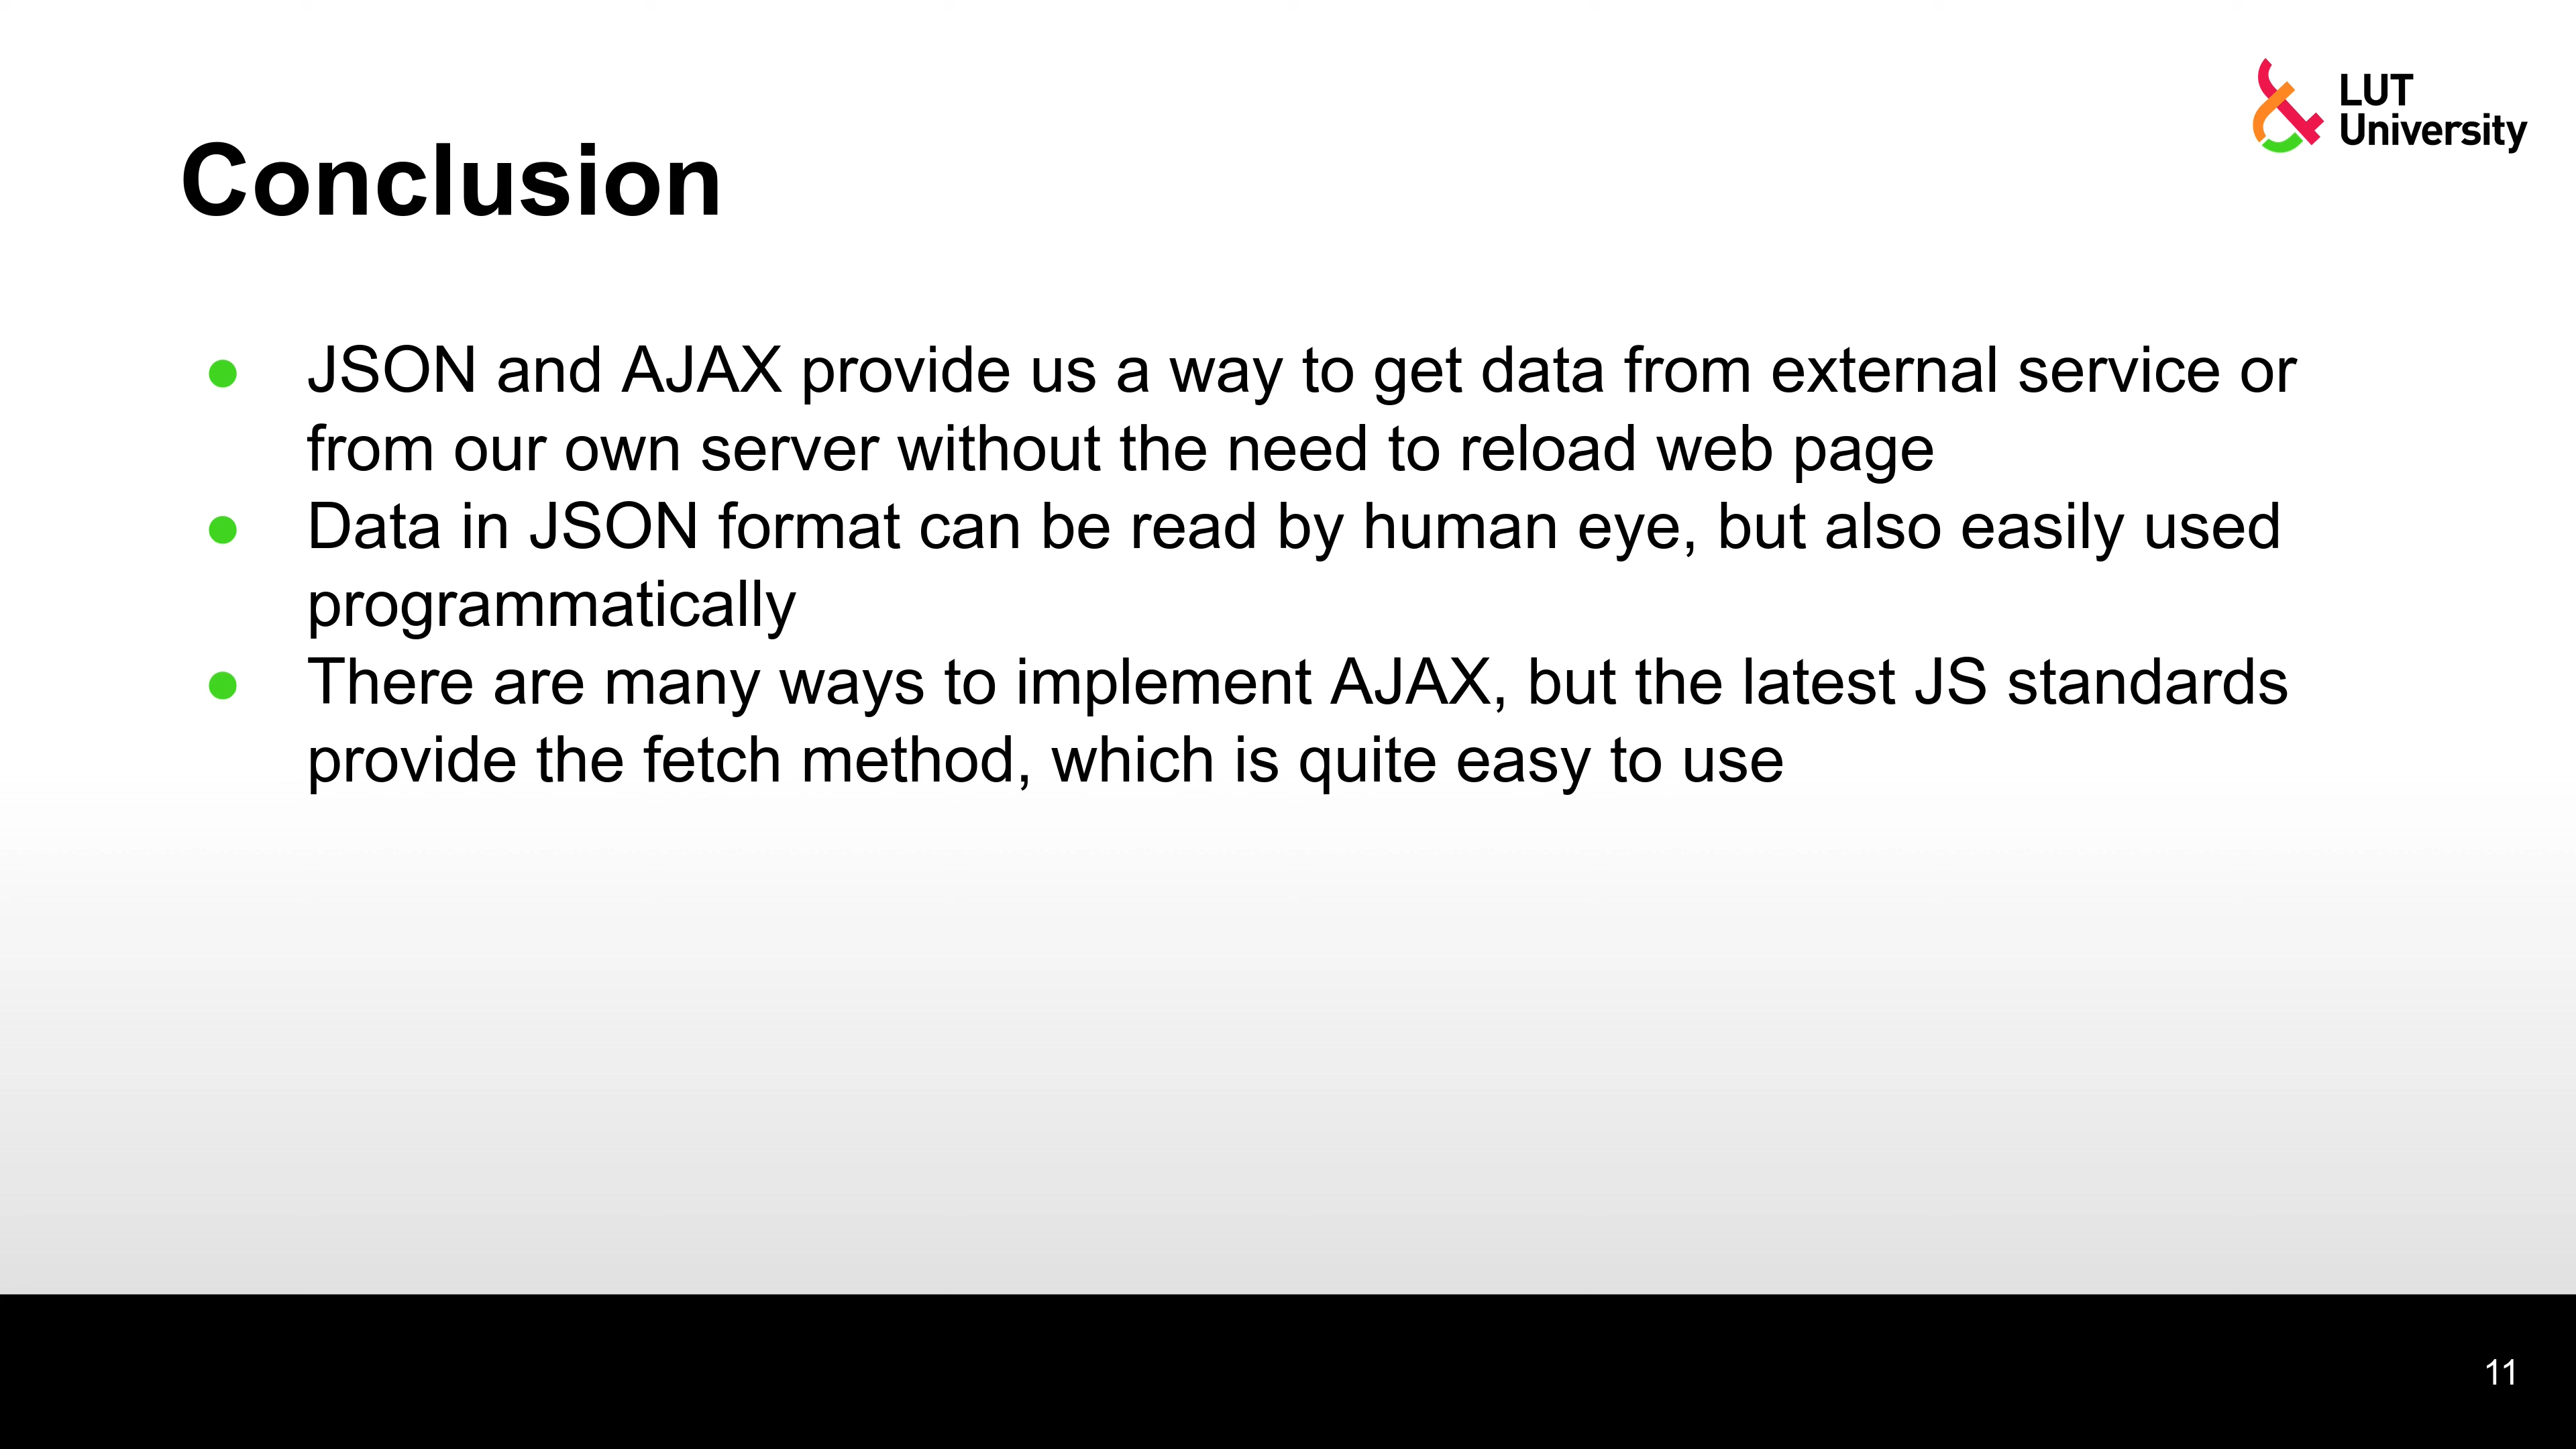 LUT
University
Conclusion
JSON and AJAX provide us a way to get data from external service or
from our own server without the need to reload web page
Data in JSON format can be read by human eye, but also easily used
programmatically
There are many ways to implement AJAX, but the latest JS standards
provide the fetch method, which is quite easy to use
11